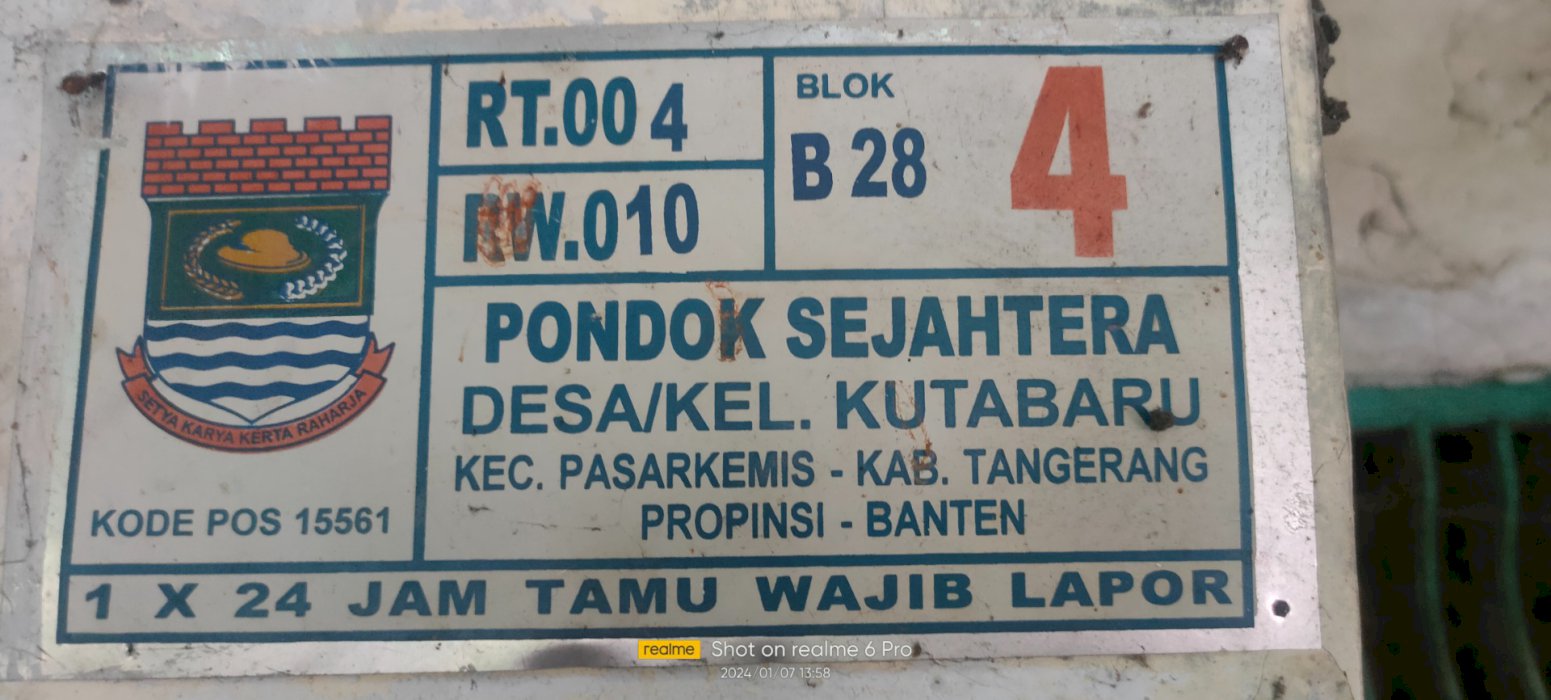 SETYA KARYA KERTA RAHARJA
KODE POS 15561
RT.00 4
RW.010
BLOK
B 28
4
PONDOK SEJAHTERA
DESA/KEL. KUTABARU
KEC. PASARKEMIS - KAB. TANGERANG
PROPINSI - BANTEN
1 X 24 JAM TAMU WAJIB LAPOR
realme Shot on realme 6 Pro
2024/01/07 13:58